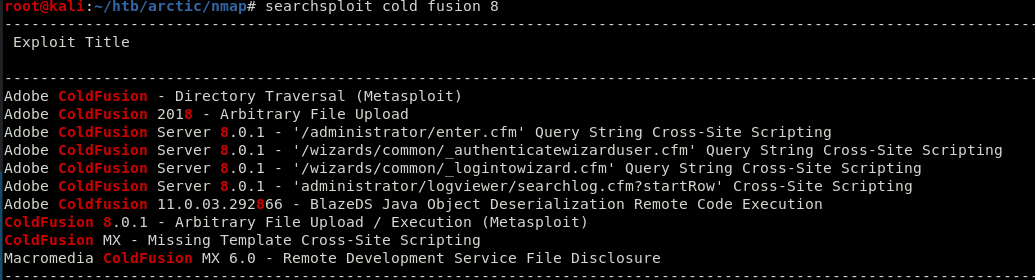 root@kali:~/htb/arctic/nmap# searchsploit cold fusion 8
--------------------------------------------------------------------------------------------------------------------
Exploit Title
--------------------------------------------------------------------------------------------------------------------
Adobe ColdFusion - Directory Traversal (Metasploit)
Adobe ColdFusion 2018 - Arbitrary File Upload
Adobe ColdFusion Server 8.0.1 - '/administrator/enter.cfm' Query String Cross-Site Scripting
Adobe ColdFusion Server 8.0.1 - '/wizards/common/_authenticatewizarduser.cfm' Query String Cross-Site Scripting
Adobe ColdFusion Server 8.0.1 - '/wizards/common/_logintowizard.cfm' Query String Cross-Site Scripting
Adobe ColdFusion Server 8.0.1 - 'administrator/logviewer/searchlog.cfm?startRow' Cross-Site Scripting
Adobe Coldfusion 11.0.03.292866 - BlazeDS Java Object Deserialization Remote Code Execution
ColdFusion 8.0.1 - Arbitrary File Upload / Execution (Metasploit)
ColdFusion MX - Missing Template Cross-Site Scripting
Macromedia ColdFusion MX 6.0 - Remote Development Service File Disclosure
--------------------------------------------------------------------------------------------------------------------